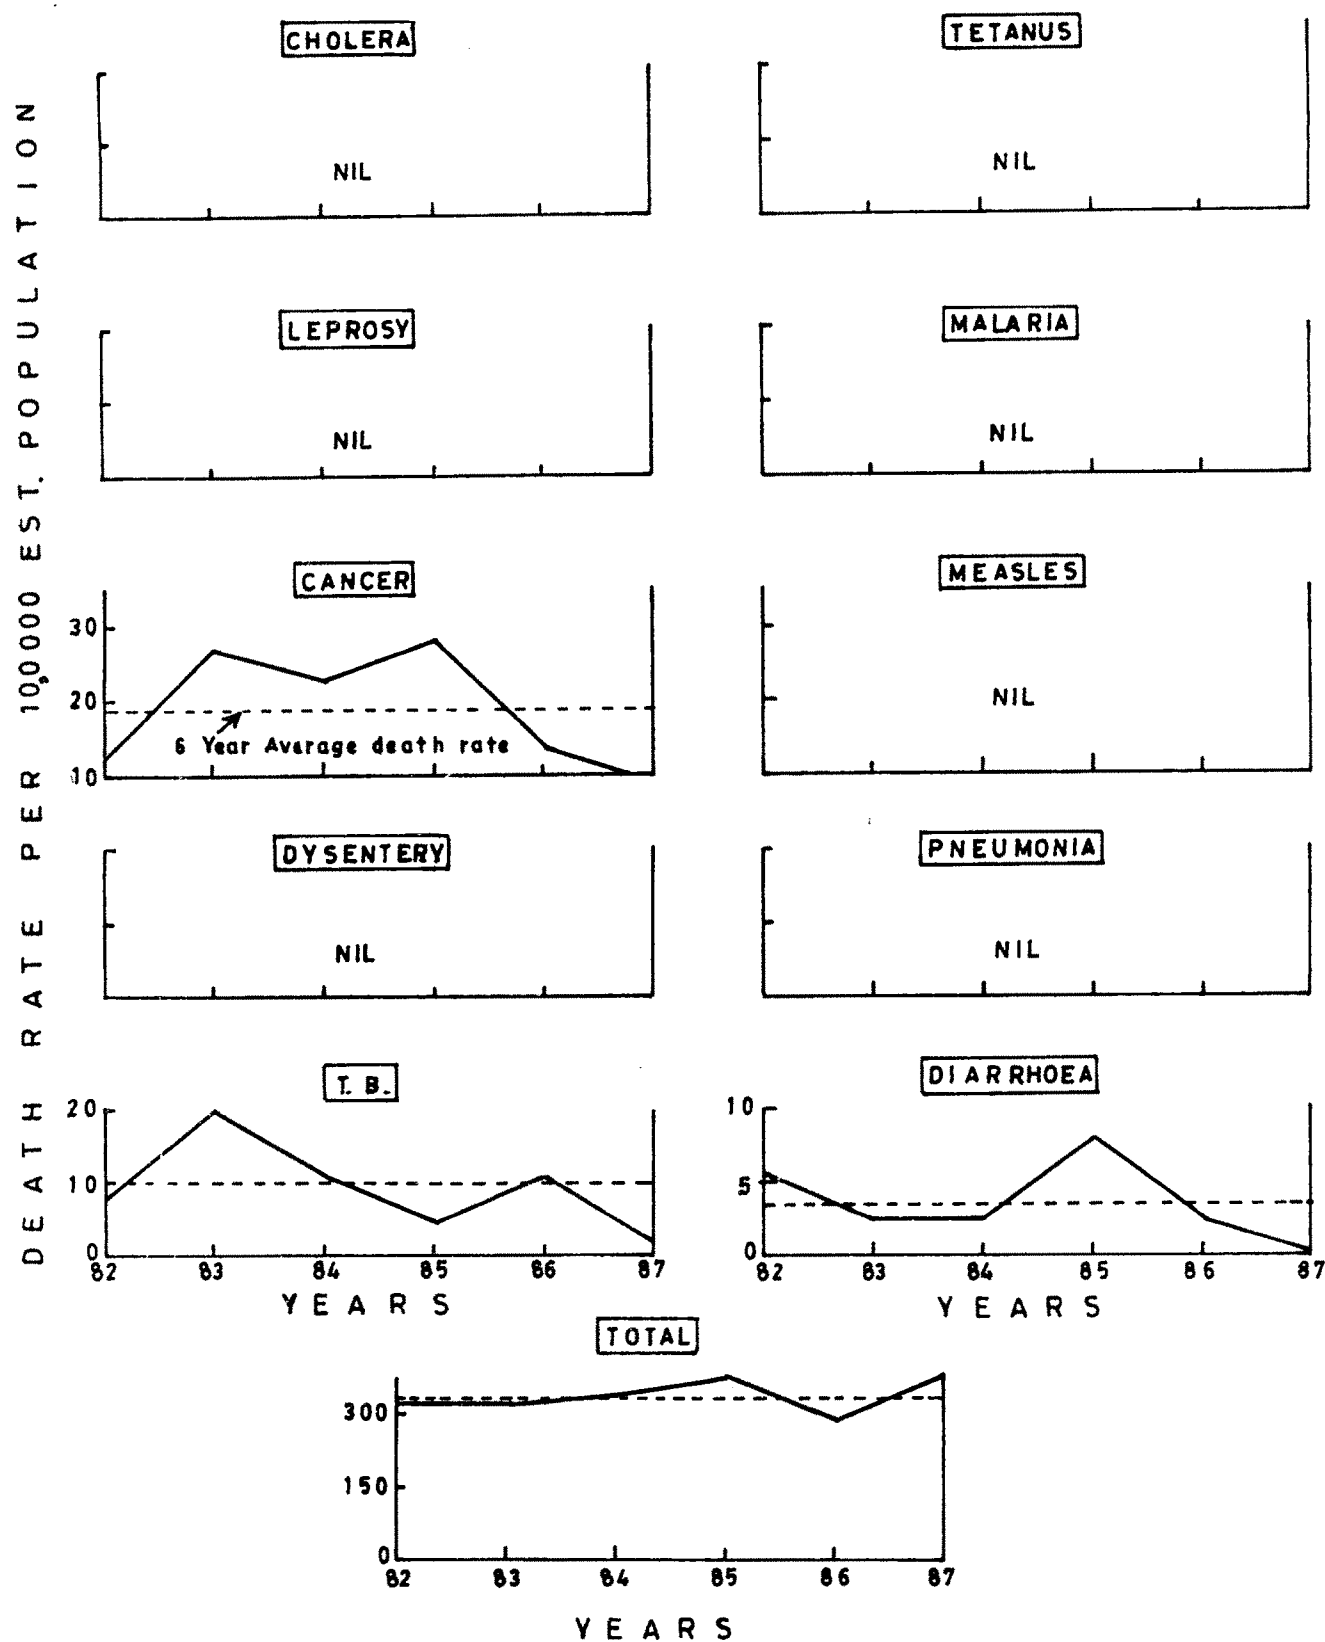 DEATH RATE PER 10,0000 EST. POPULATION
CHOLERA
NIL
TETANUS
NIL
LEPROSY
NIL
MALARIA
NIL
CANCER
30
20
10
6 Year Average death rate
MEASLES
NIL
DYSENTERY
NIL
PNEUMONIA
NIL
T. B.
20
10
0
82 83 84 85 86 87
YEARS
DIARRHOEA
10
5
0
82 83 84 85 86 87
YEARS
TOTAL
300
150
0
82 83 84 85 86 87
YEARS